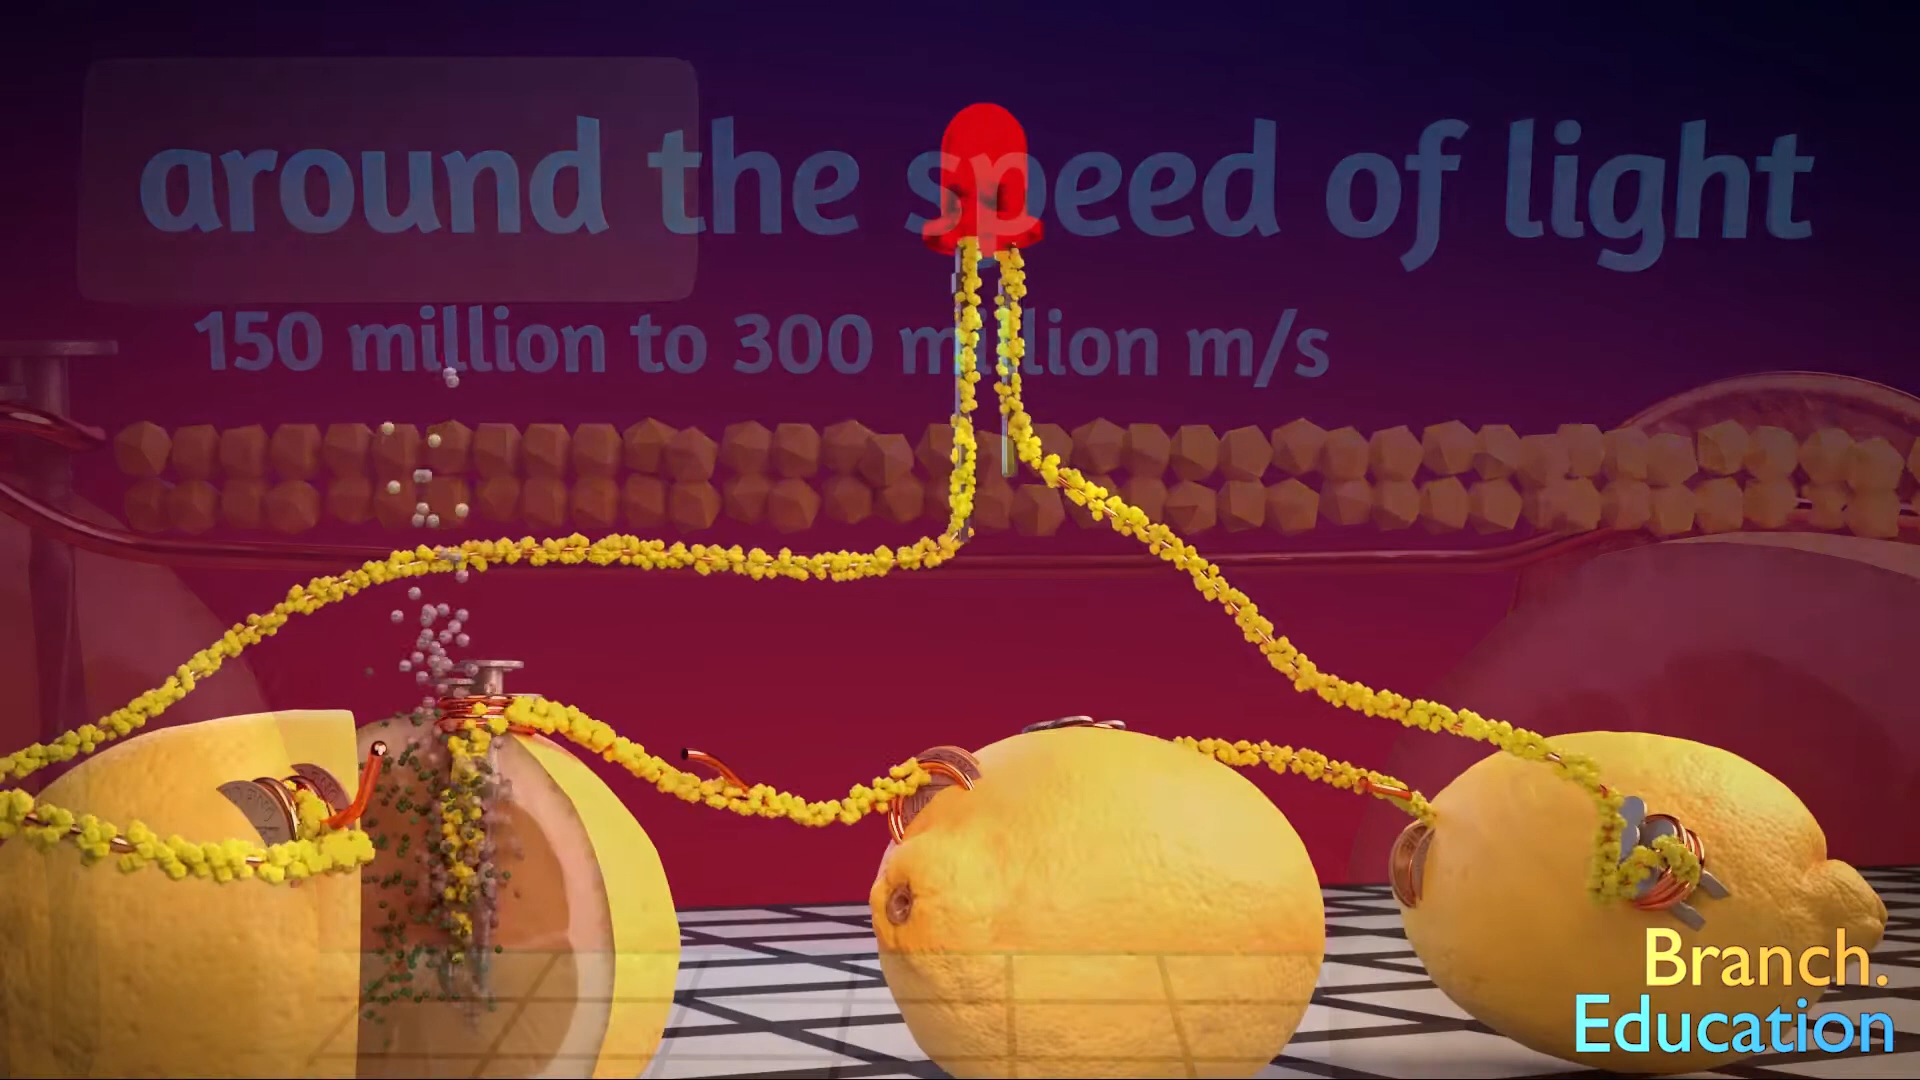 around the speed of light
150 million to 300 million m/s
Branch.
Education